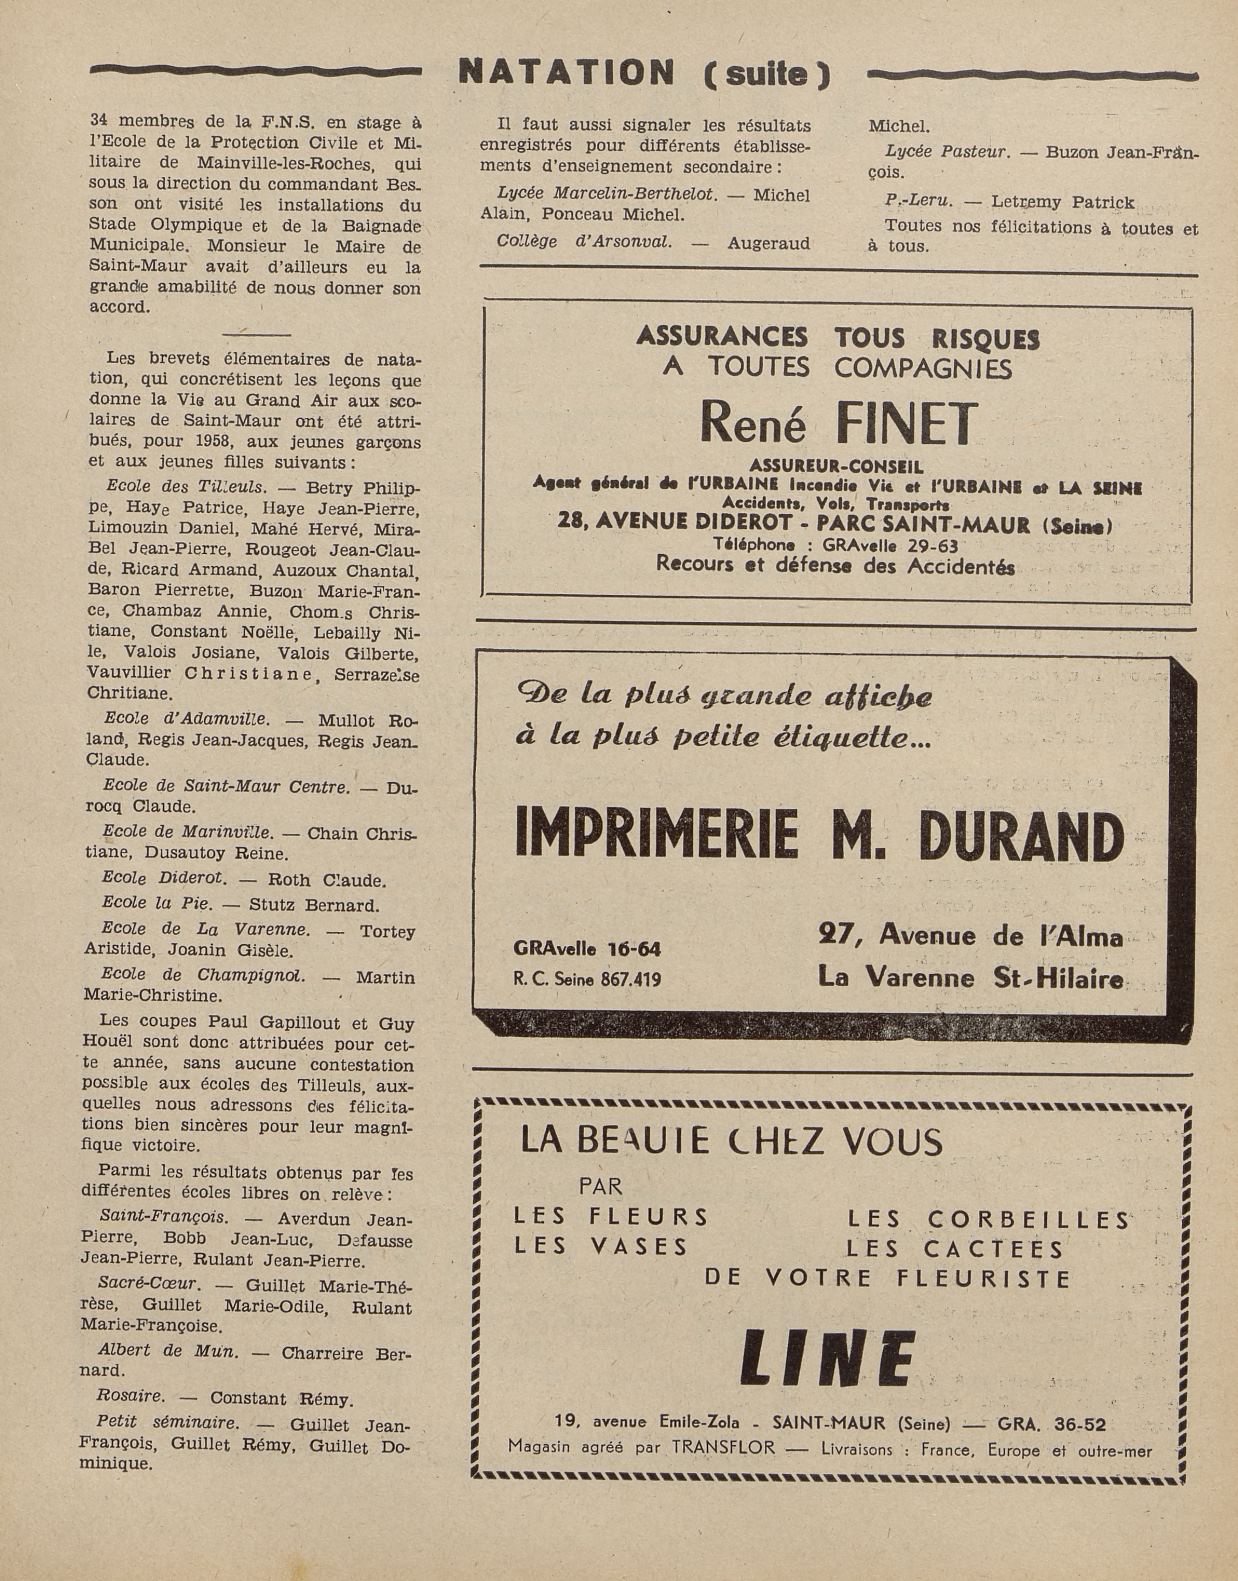 NATATION (suite)
34 membres de la F.N.S. en stage à
l'Ecole de la Protection Civile et Mi-
litaire de Mainville-les-Roches, qui
sous la direction du commandant Bes-
son ont visité les installations du
Stade Olympique et de la Baignade
Municipale. Monsieur le Maire de
Saint-Maur avait d'ailleurs eu la
grande amabilité de nous donner son
accord.
Les brevets élémentaires de nata-
tion, qui concrétisent les leçons que
donne la Vie au Grand Air aux sco-
laires de Saint-Maur ont été attri-
bués, pour 1958, aux jeunes garçons
et aux jeunes filles suivants :
Ecole des Tilleuls. — Betry Philip-
pe, Haye Patrice, Haye Jean-Pierre,
Limouzin Daniel, Mahé Hervé, Mira-
Bel Jean-Pierre, Rougeot Jean-Clau-
de, Ricard Armand, Auzoux Chantal,
Baron Pierrette, Buzon Marie-Fran-
ce, Chambaz Annie, Chom.s Chris-
tiane, Constant Noëlle, Lebailly Ni-
le, Valois Josiane, Valois Gilberte,
Vauvillier Christiane, Serrazelse
Chritiane.
Ecole d'Adamville. — Mullot Ro-
land, Regis Jean-Jacques, Regis Jean-
Claude.
Ecole de Saint-Maur Centre. — Du-
rocq Claude.
Ecole de Marinville. — Chain Chris-
tiane, Dusautoy Reine.
Ecole Diderot. — Roth Claude.
Ecole la Pie. — Stutz Bernard.
Ecole de La Varenne. — Tortey
Aristide, Joanin Gisèle.
Ecole de Champignol. — Martin
Marie-Christine.
Les coupes Paul Gapillout et Guy
Houël sont donc attribuées pour cet-
te année, sans aucune contestation
possible aux écoles des Tilleuls, aux-
quelles nous adressons des félicita-
tions bien sincères pour leur magni-
fique victoire.
Parmi les résultats obtenus par les
différentes écoles libres on relève :
Saint-François. — Averdun Jean-
Pierre, Bobb Jean-Luc, Defausse
Jean-Pierre, Rulant Jean-Pierre.
Sacré-Cœur. — Guillet Marie-Thé-
rèse, Guillet Marie-Odile, Rulant
Marie-Françoise.
Albert de Mun. — Charreire Ber-
nard.
Rosaire. — Constant Rémy.
Petit séminaire. — Guillet Jean-
François, Guillet Rémy, Guillet Do-
minique.
Il faut aussi signaler les résultats
enregistrés pour différents établisse-
ments d'enseignement secondaire :
Lycée Marcelin-Berthelot. — Michel
Alain, Ponceau Michel.
Collège d'Arsonval. — Augeraud
Michel.
Lycée Pasteur. — Buzon Jean-Fran-
çois.
P.-Leru. — Letremy Patrick
Toutes nos félicitations à toutes et
à tous.
ASSURANCES TOUS RISQUES
A TOUTES COMPAGNIES
René FINET
ASSUREUR-CONSEIL
Agent général de l'URBAINE Incendie Vie et l'URBAINE et LA SEINE
Accidents, Vols, Transports
28, AVENUE DIDEROT - PARC SAINT-MAUR (Seine)
Téléphone : GRAvelle 29-63
Recours et défense des Accidentés
De la plus grande affiche
à la plus petite étiquette...
IMPRIMERIE M. DURAND
GRAvelle 16-64
R. C. Seine 867.419
27, Avenue de l'Alma
La Varenne St-Hilaire
LA BEAUTE CHEZ VOUS
PAR
LES FLEURS LES CORBEILLES
LES VASES LES CACTEES
DE VOTRE FLEURISTE
LINE
19, avenue Emile-Zola - SAINT-MAUR (Seine) — GRA. 36-52
Magasin agréé par TRANSFLOR — Livraisons : France, Europe et outre-mer